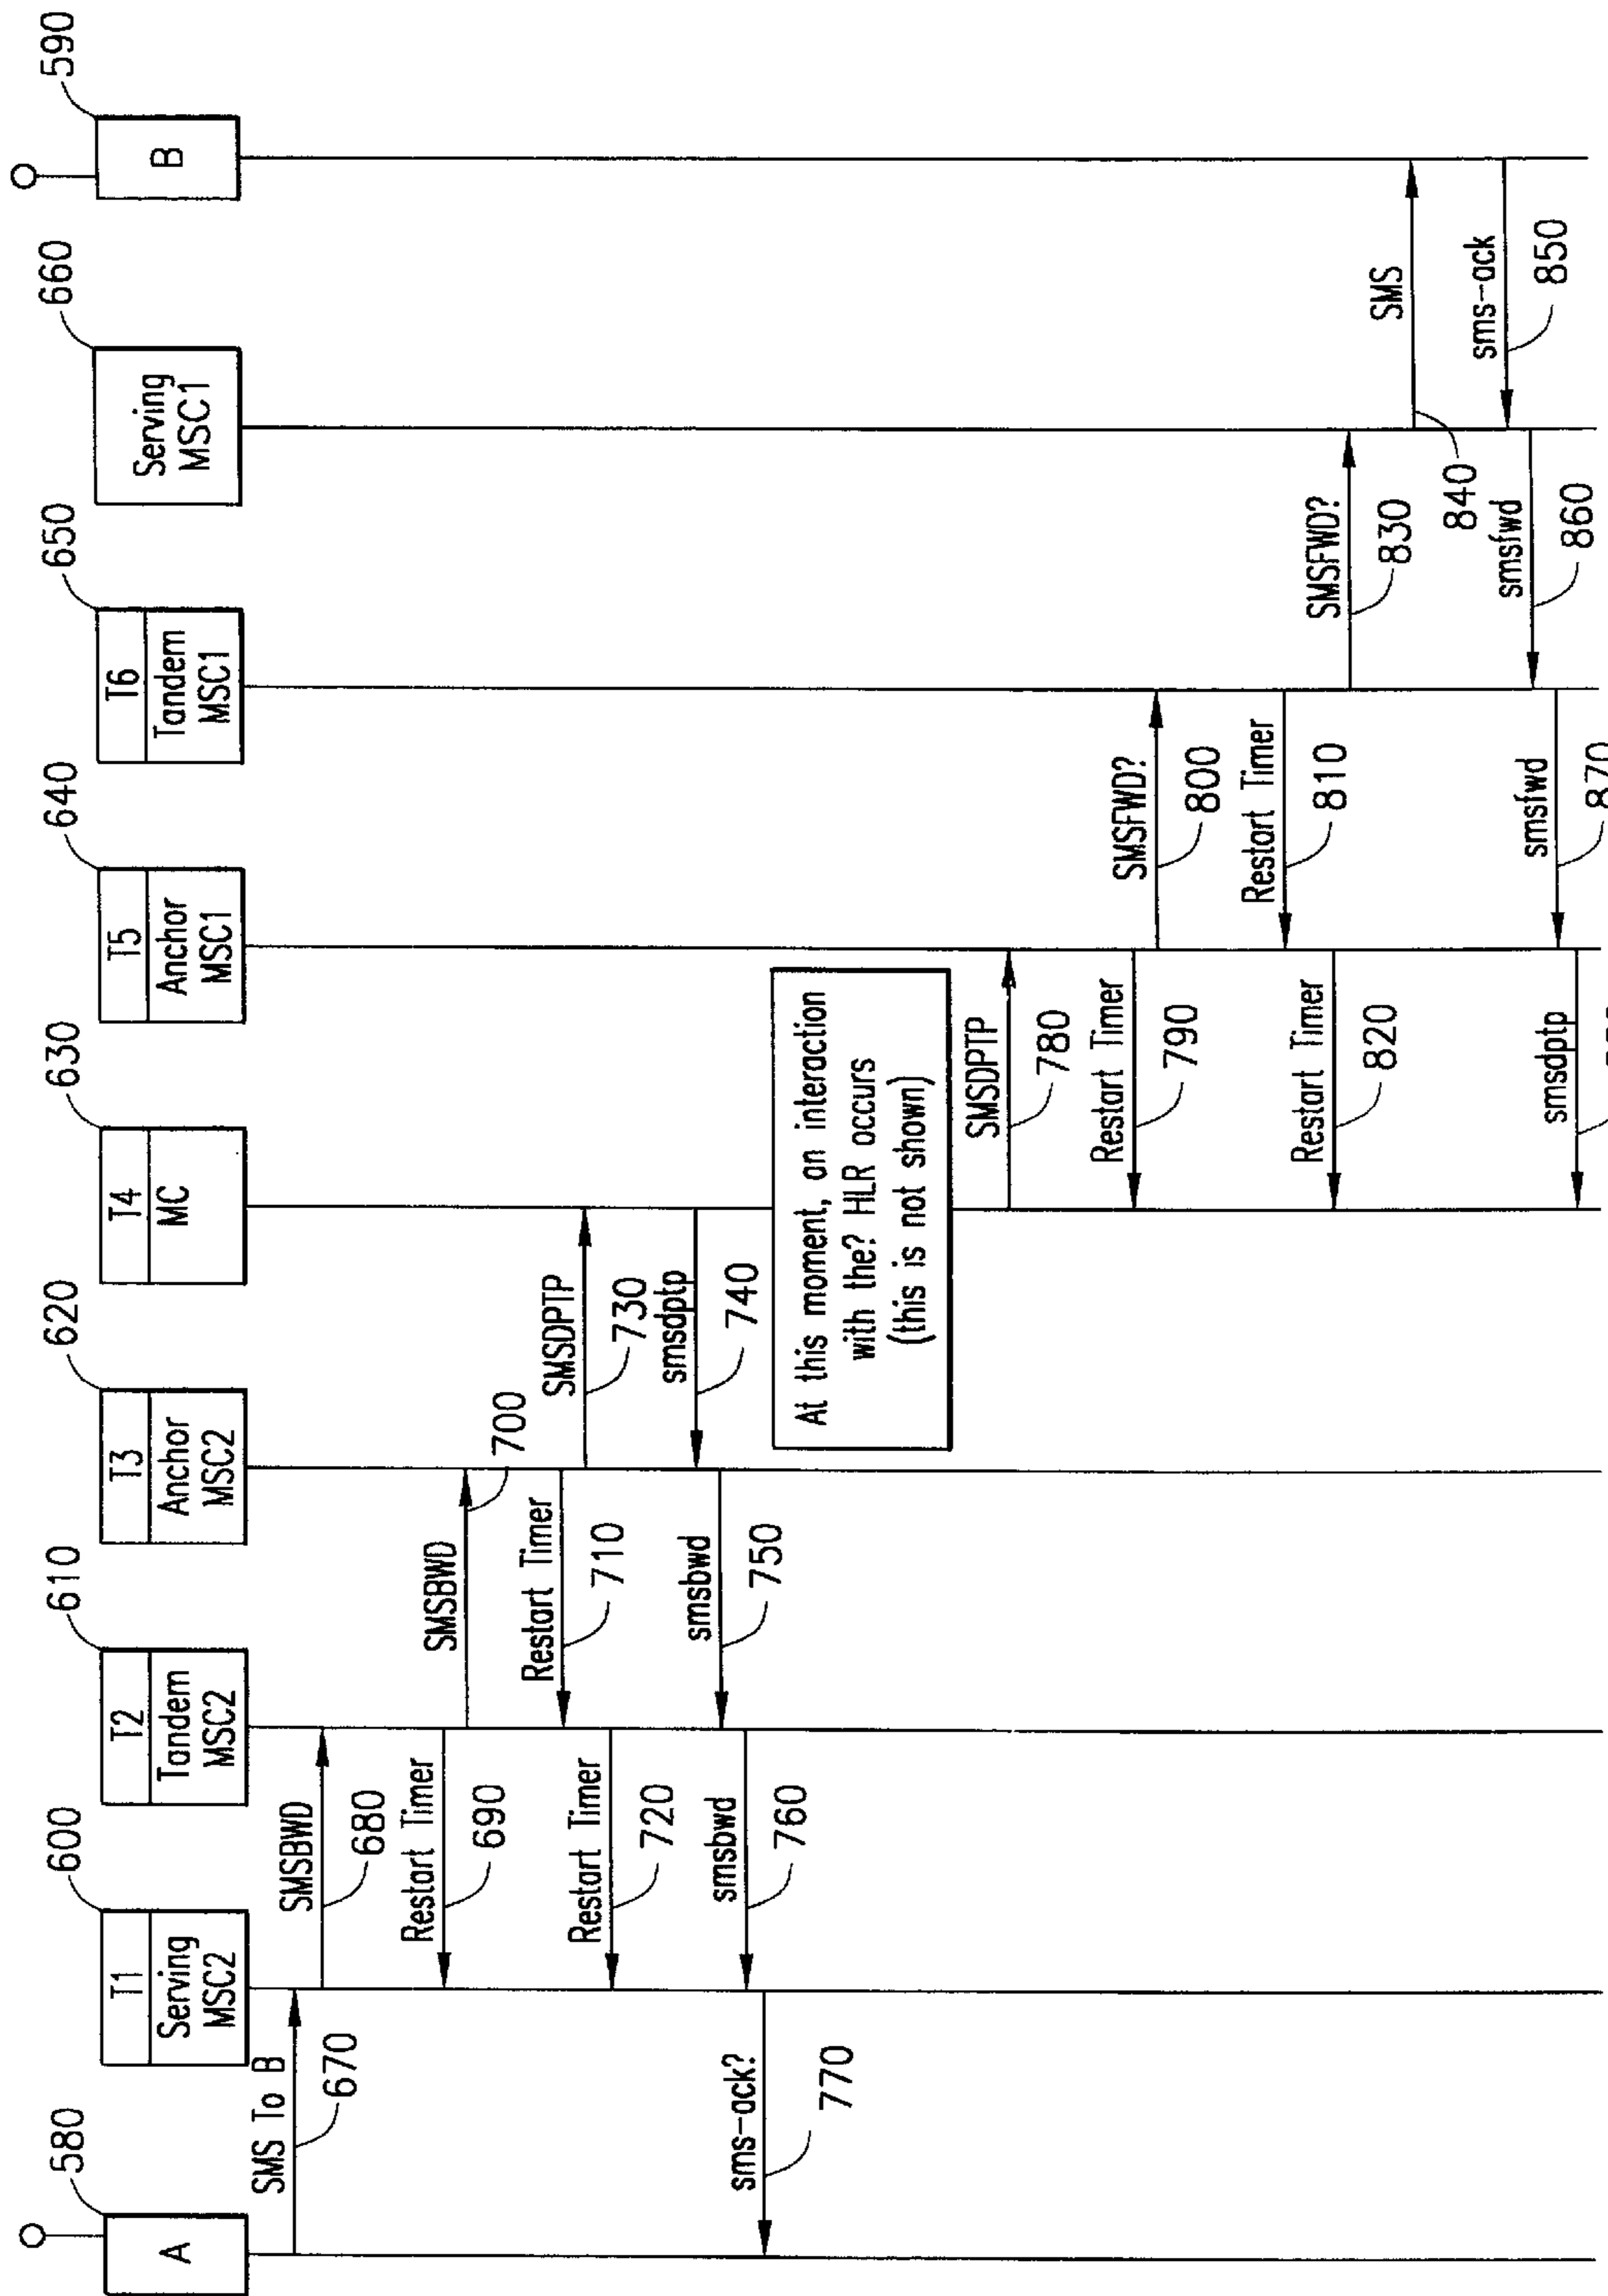 580
A
600
T1
Serving
MSC2
610
T2
Tandem
MSC2
620
T3
Anchor
MSC2
630
T4
MC
640
T5
Anchor
MSC1
650
T6
Tandem
MSC1
660
Serving
MSC1
590
B
SMS To B
670
SMSBWD
680
Restart Timer
690
SMSBWD
700
Restart Timer
710
SMSDPTP
730
Restart Timer
720
smsdptp
740
smsbwd
750
smsbwd
760
sms-ack?
770
At this moment, an interaction
with the? HLR occurs
(this is not shown)
SMSDPTP
780
Restart Timer
790
SMSFWD?
800
Restart Timer
810
Restart Timer
820
SMSFWD?
830
SMS
840
sms-ack
850
smsfwd
860
smsfwd
870
smsdptp